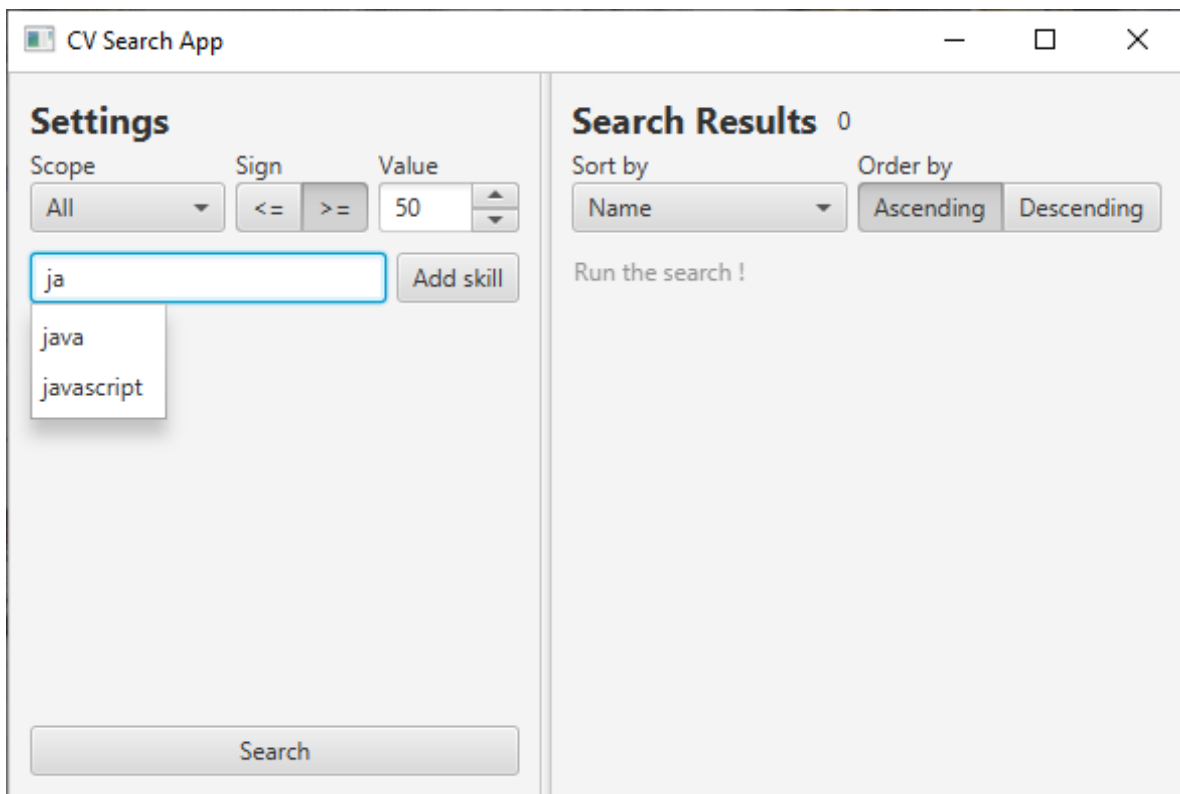 CV Search App
Settings
Scope Sign Value
All <= >= 50
ja Add skill
java
javascript
Search
Search Results 0
Sort by Order by
Name Ascending Descending
Run the search !